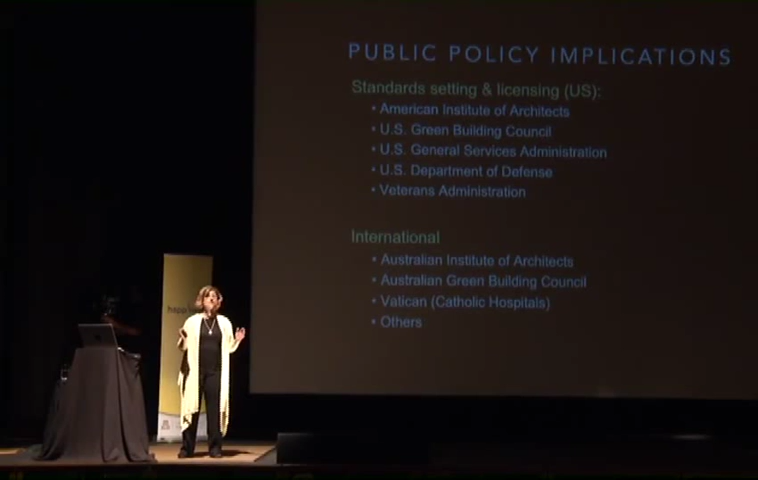 PUBLIC POLICY IMPLICATIONS
Standards setting & licensing (US):
• American Institute of Architects
• U.S. Green Building Council
• U.S. General Services Administration
• U.S. Department of Defense
• Veterans Administration
International
• Australian Institute of Architects
• Australian Green Building Council
• Vatican (Catholic Hospitals)
• Others